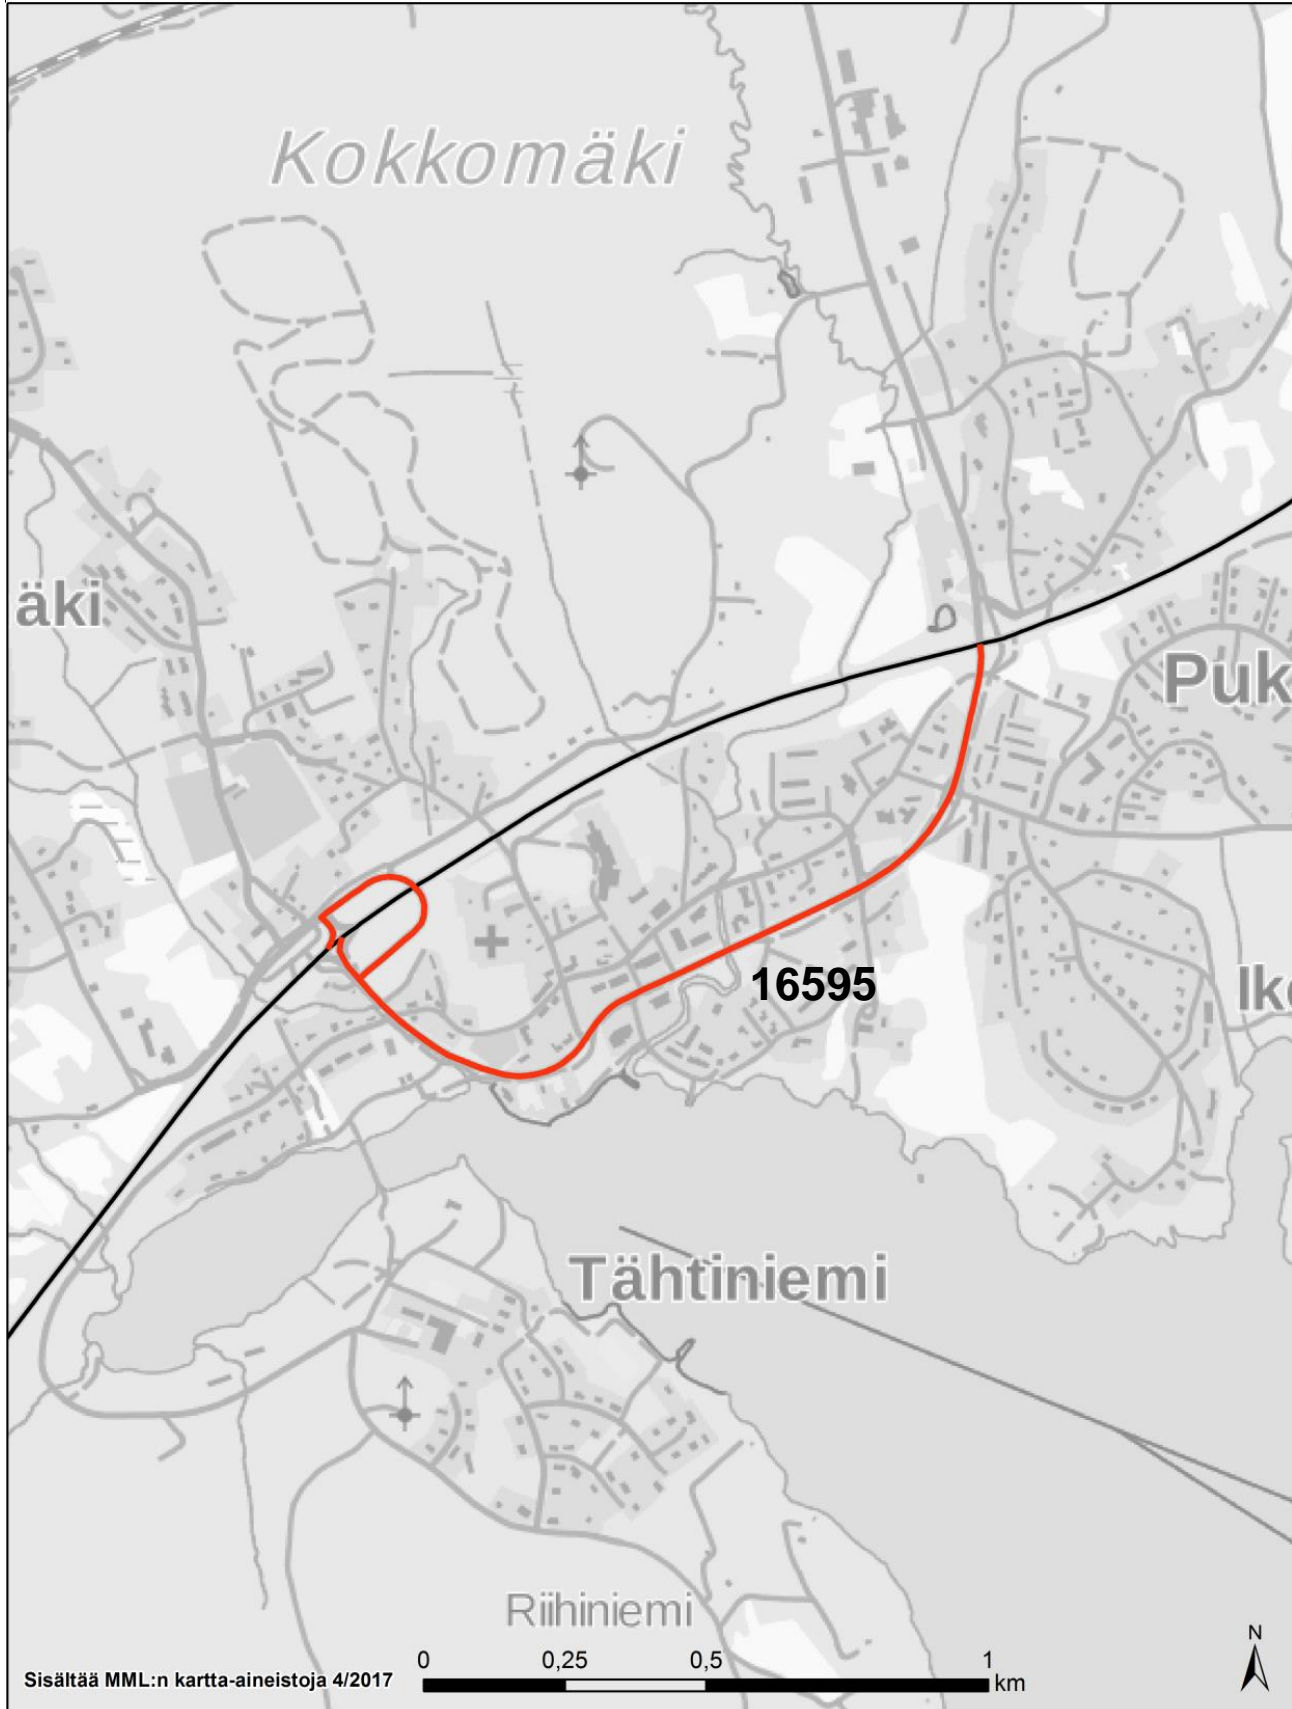 Kokkomäki
äki
Puk
16595
Ike
Tähtiniemi
Riihiniemi
N
0 0,25 0,5 1
km
Sisältää MML:n kartta-aineistoja 4/2017